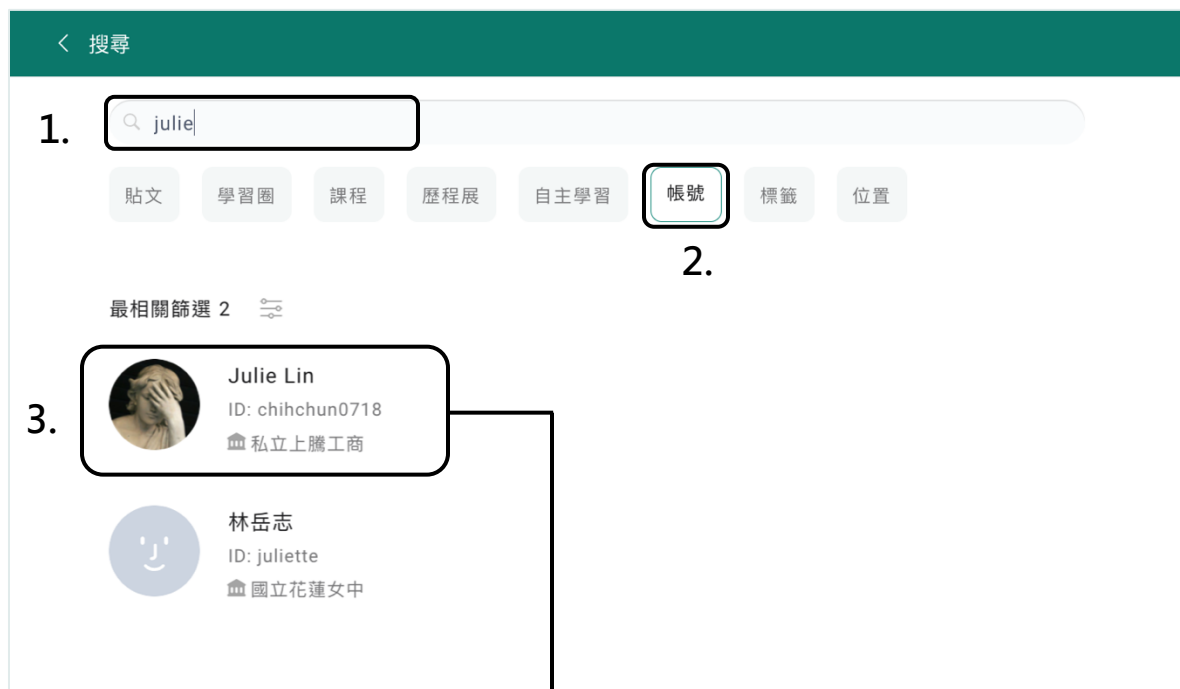 搜尋
1.
julie
貼文 學習圈 課程 歷程展 自主學習 帳號 標籤 位置
2.
最相關篩選 2
3.
Julie Lin
ID: chihchun0718
私立上騰工商
J
林岳志
ID: juliette
國立花蓮女中